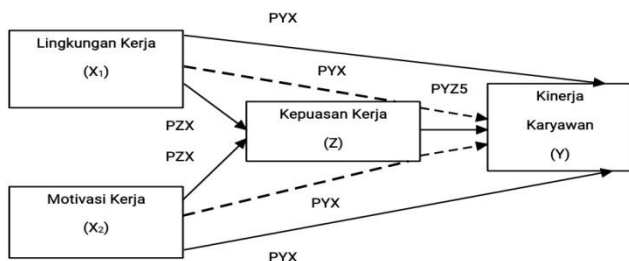 PYX
Lingkungan Kerja
(X₁)
PYX
PYZ5
Kinerja
Karyawan
(Y)
PZX
Kepuasan Kerja
(Z)
PZX
Motivasi Kerja
(X₂)
PYX
PYX